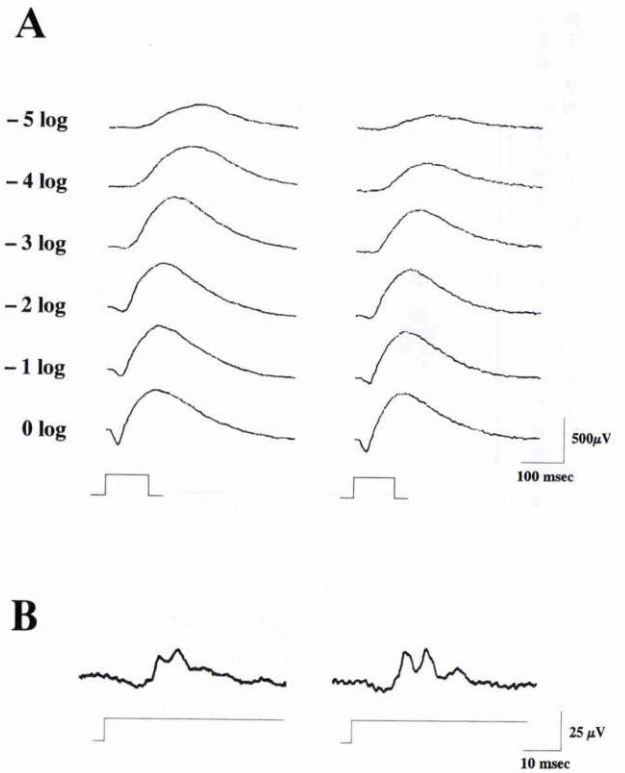 A
– 5 log
– 4 log
– 3 log
– 2 log
– 1 log
0 log
500μV
100 msec
B
25 μV
10 msec